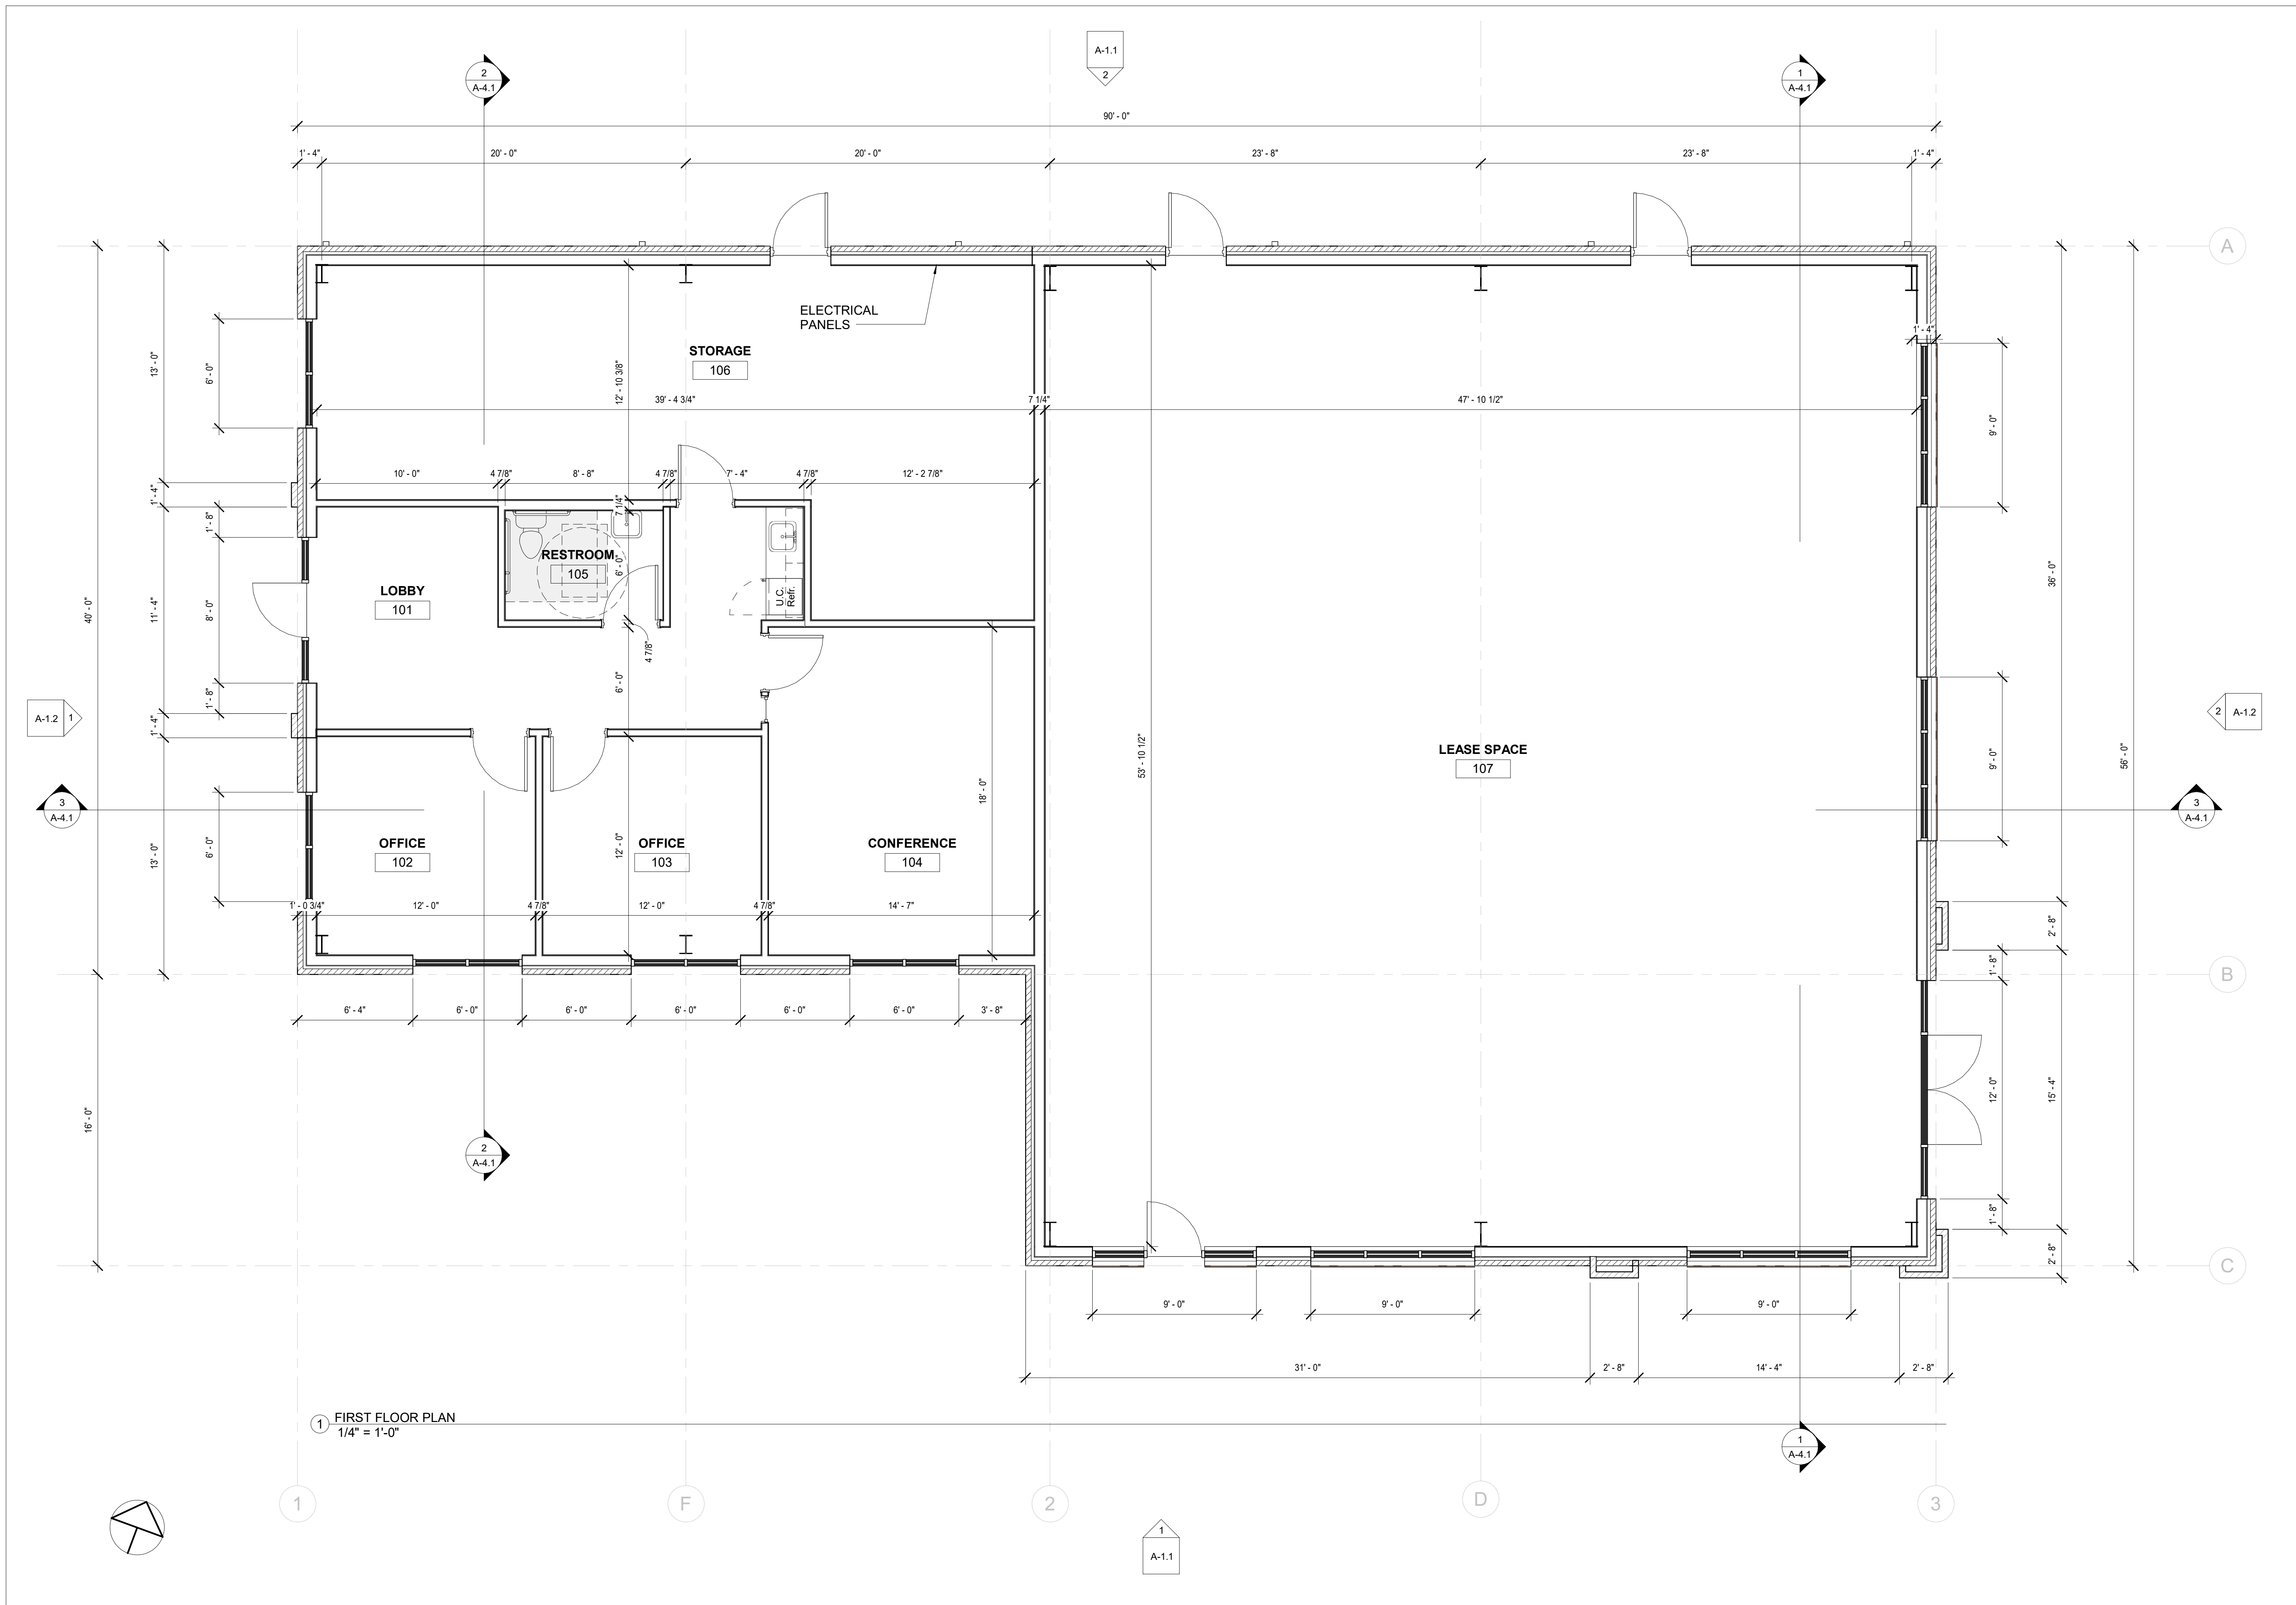 A-1.1
2
2
A-4.1
1
A-4.1
90' - 0"
1' - 4"
20' - 0"
20' - 0"
23' - 8"
23' - 8"
1' - 4"
A
ELECTRICAL
PANELS
STORAGE
106
13' - 0"
6' - 0"
12' - 10 3/8"
1' - 4"
39' - 4 3/4"
7 1/4"
47' - 10 1/2"
9' - 0"
10' - 0"
4 7/8"
8' - 8"
4 7/8"
7' - 4"
4 7/8"
12' - 2 7/8"
1' - 4"
7 1/4"
1' - 8"
RESTROOM
105
6' - 0"
LOBBY
101
U.C.
Refr.
36' - 0"
40' - 0"
11' - 4"
8' - 0"
4 7/8"
6' - 0"
1' - 8"
1' - 4"
A-1.2
1
2
A-1.2
LEASE SPACE
107
53' - 10 1/2"
9' - 0"
56' - 0"
18' - 0"
3
A-4.1
3
A-4.1
OFFICE
102
OFFICE
103
CONFERENCE
104
13' - 0"
6' - 0"
12' - 0"
1' - 0 3/4"
12' - 0"
4 7/8"
12' - 0"
4 7/8"
14' - 7"
2' - 8"
1' - 8"
B
6' - 4"
6' - 0"
6' - 0"
6' - 0"
6' - 0"
6' - 0"
3' - 8"
16' - 0"
12' - 0"
15' - 4"
2
A-4.1
1' - 8"
2' - 8"
C
9' - 0"
9' - 0"
9' - 0"
31' - 0"
2' - 8"
14' - 4"
2' - 8"
1
FIRST FLOOR PLAN
1/4" = 1'-0"
1
A-4.1
1
F
2
D
3
1
A-1.1